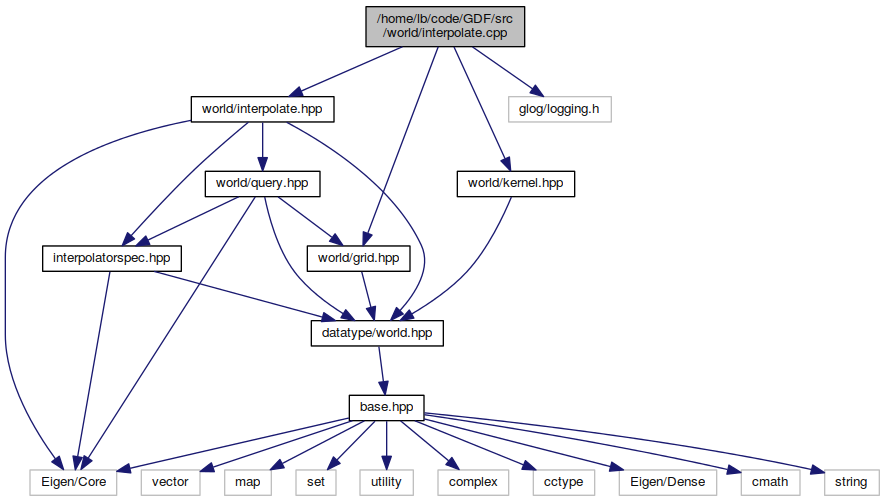 /home/lb/code/GDF/src
/world/interpolate.cpp
world/interpolate.hpp
glog/logging.h
world/query.hpp
world/kernel.hpp
interpolatorspec.hpp
world/grid.hpp
datatype/world.hpp
base.hpp
Eigen/Core
vector
map
set
utility
complex
cctype
Eigen/Dense
cmath
string